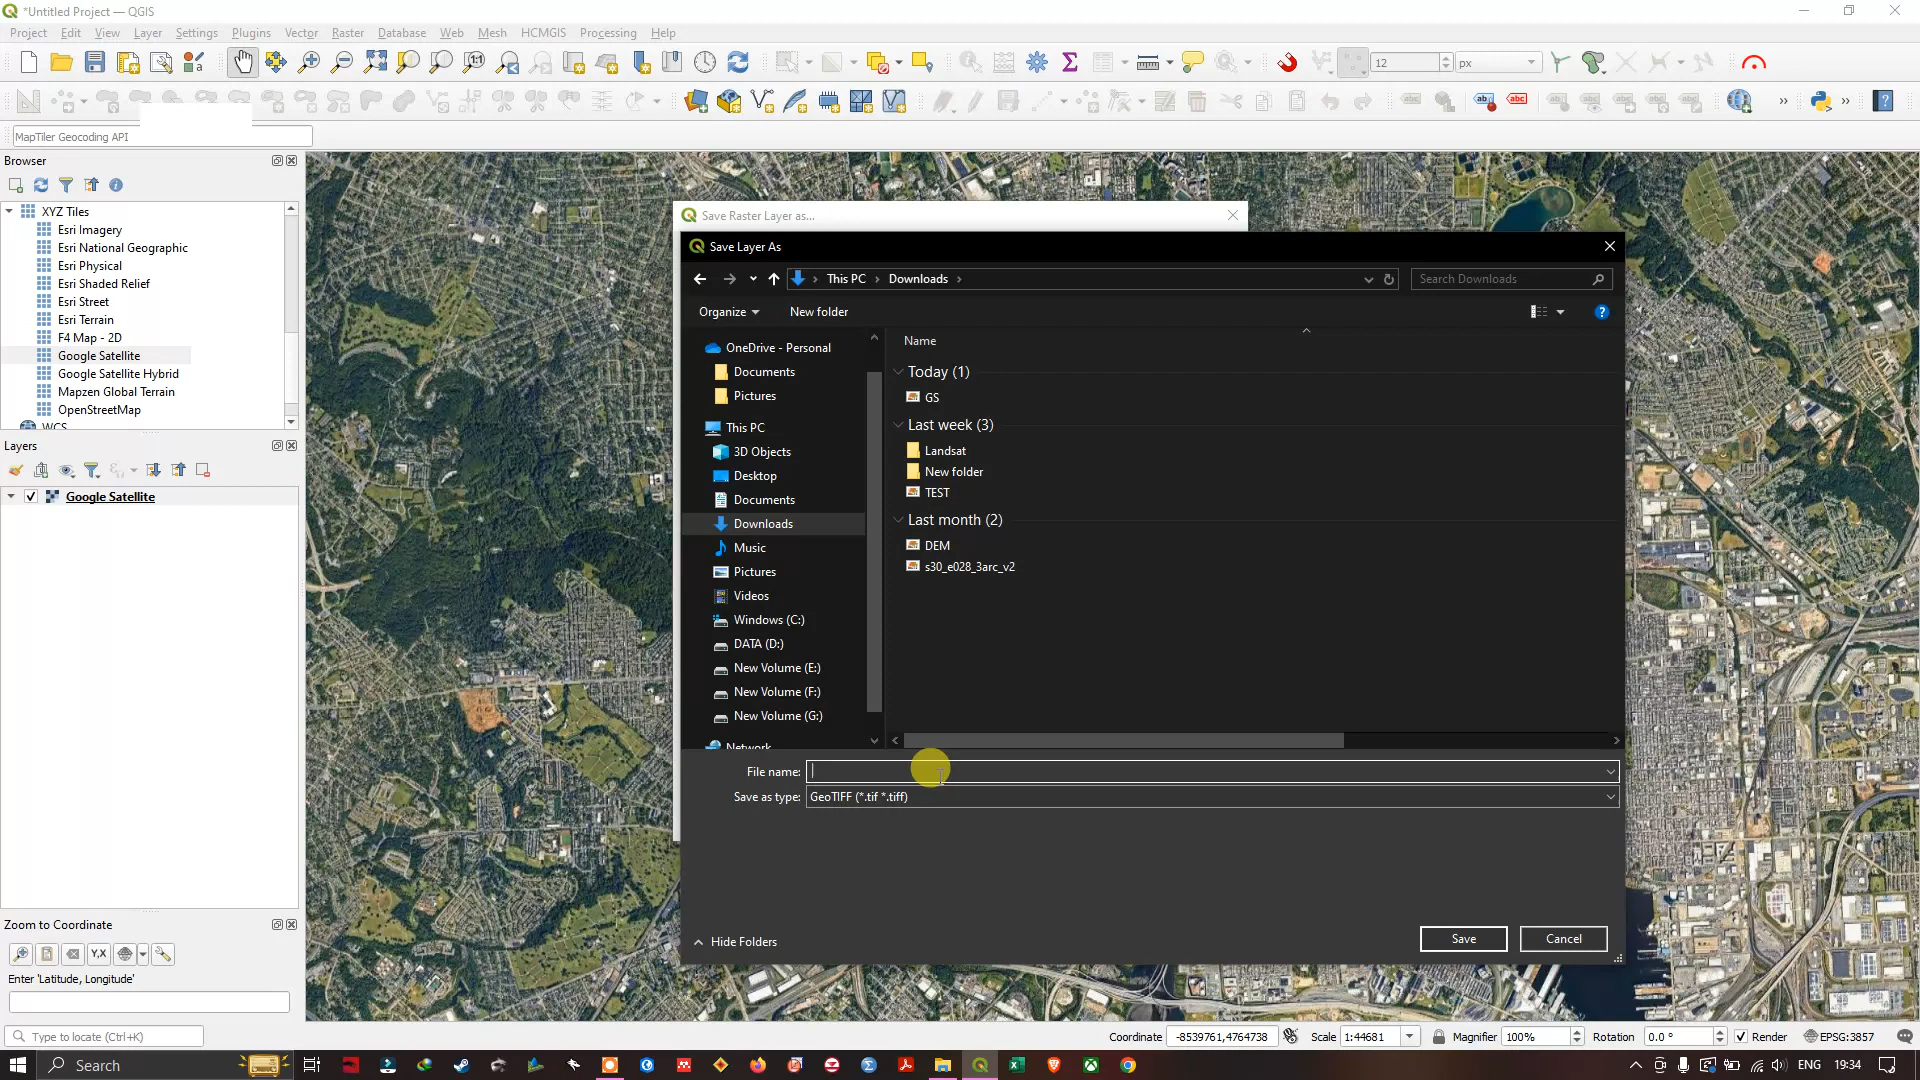 *Untitled Project — QGIS
Project Edit View Layer Settings Plugins Vector Raster Database Web Mesh HCMGIS Processing Help
12 px
MapTiler Geocoding API
Browser
XYZ Tiles
Esri Imagery
Esri National Geographic
Esri Physical
Esri Shaded Relief
Esri Street
Esri Terrain
F4 Map - 2D
Google Satellite
Google Satellite Hybrid
Mapzen Global Terrain
OpenStreetMap
WCS
Layers
Google Satellite
Zoom to Coordinate
Y,X
Enter 'Latitude, Longitude'
Type to locate (Ctrl+K)
Save Raster Layer as...
Save Layer As
This PC Downloads
Search Downloads
Organize New folder
OneDrive - Personal
Documents
Pictures
This PC
3D Objects
Desktop
Documents
Downloads
Music
Pictures
Videos
Windows (C:)
DATA (D:)
New Volume (E:)
New Volume (F:)
New Volume (G:)
Network
Name
Today (1)
GS
Last week (3)
Landsat
New folder
TEST
Last month (2)
DEM
s30_e028_3arc_v2
File name:
Save as type: GeoTIFF (*.tif *.tiff)
Hide Folders
Save Cancel
Coordinate -8539761,4764738 Scale 1:44681 Magnifier 100% Rotation 0.0 ° Render EPSG:3857
Search
ENG 19:34